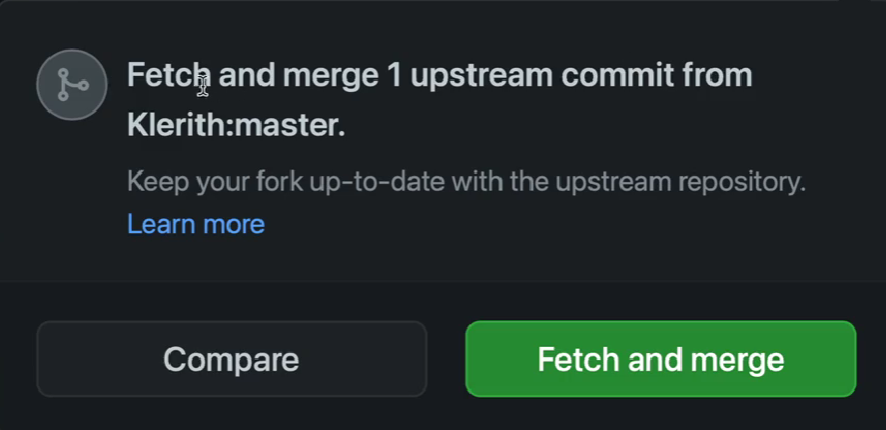 Fetch and merge 1 upstream commit from
Klerith:master.
Keep your fork up-to-date with the upstream repository.
Learn more
Compare
Fetch and merge